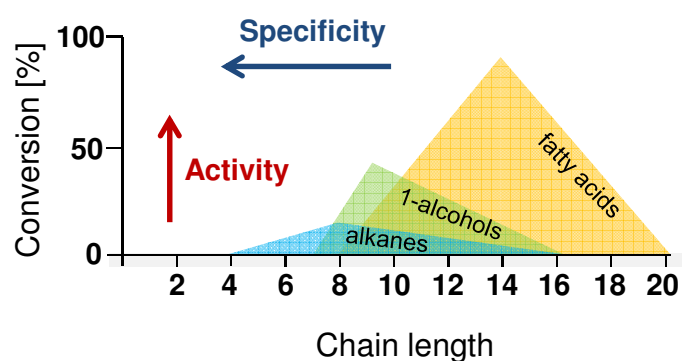 Specificity
Conversion [%]
100
50
0
Activity
fatty acids
1-alcohols
alkanes
2 4 6 8 10 12 14 16 18 20
Chain length